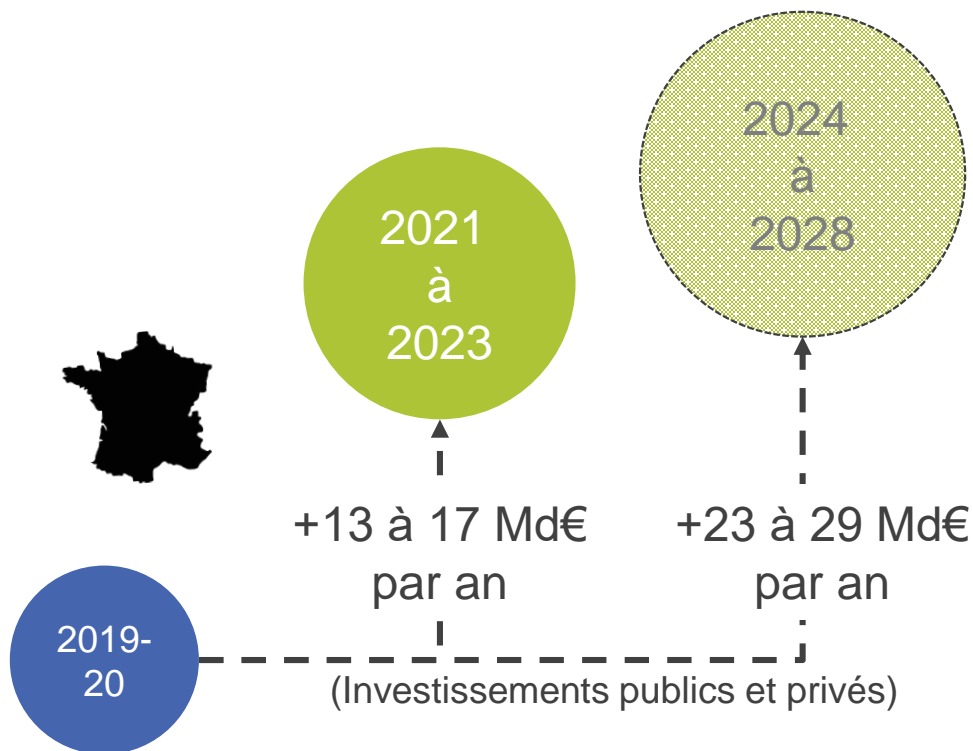 2024
à
2028
2021
à
2023
+13 à 17 Md€
par an
+23 à 29 Md€
par an
2019-
20
(Investissements publics et privés)